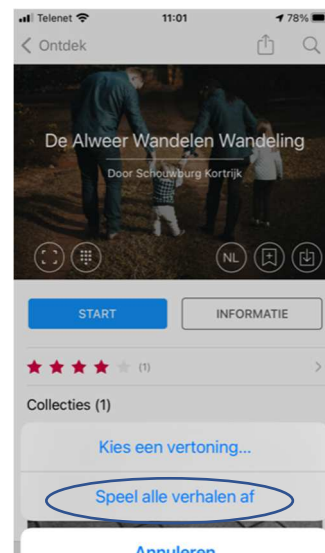 Telenet 11:01 78%
Ontdek
De Alweer Wandelen Wandeling
Door Schouwburg Kortrijk
NL
START INFORMATIE
(1)
Collecties (1)
Kies een vertoning...
Speel alle verhalen af
Annuleren